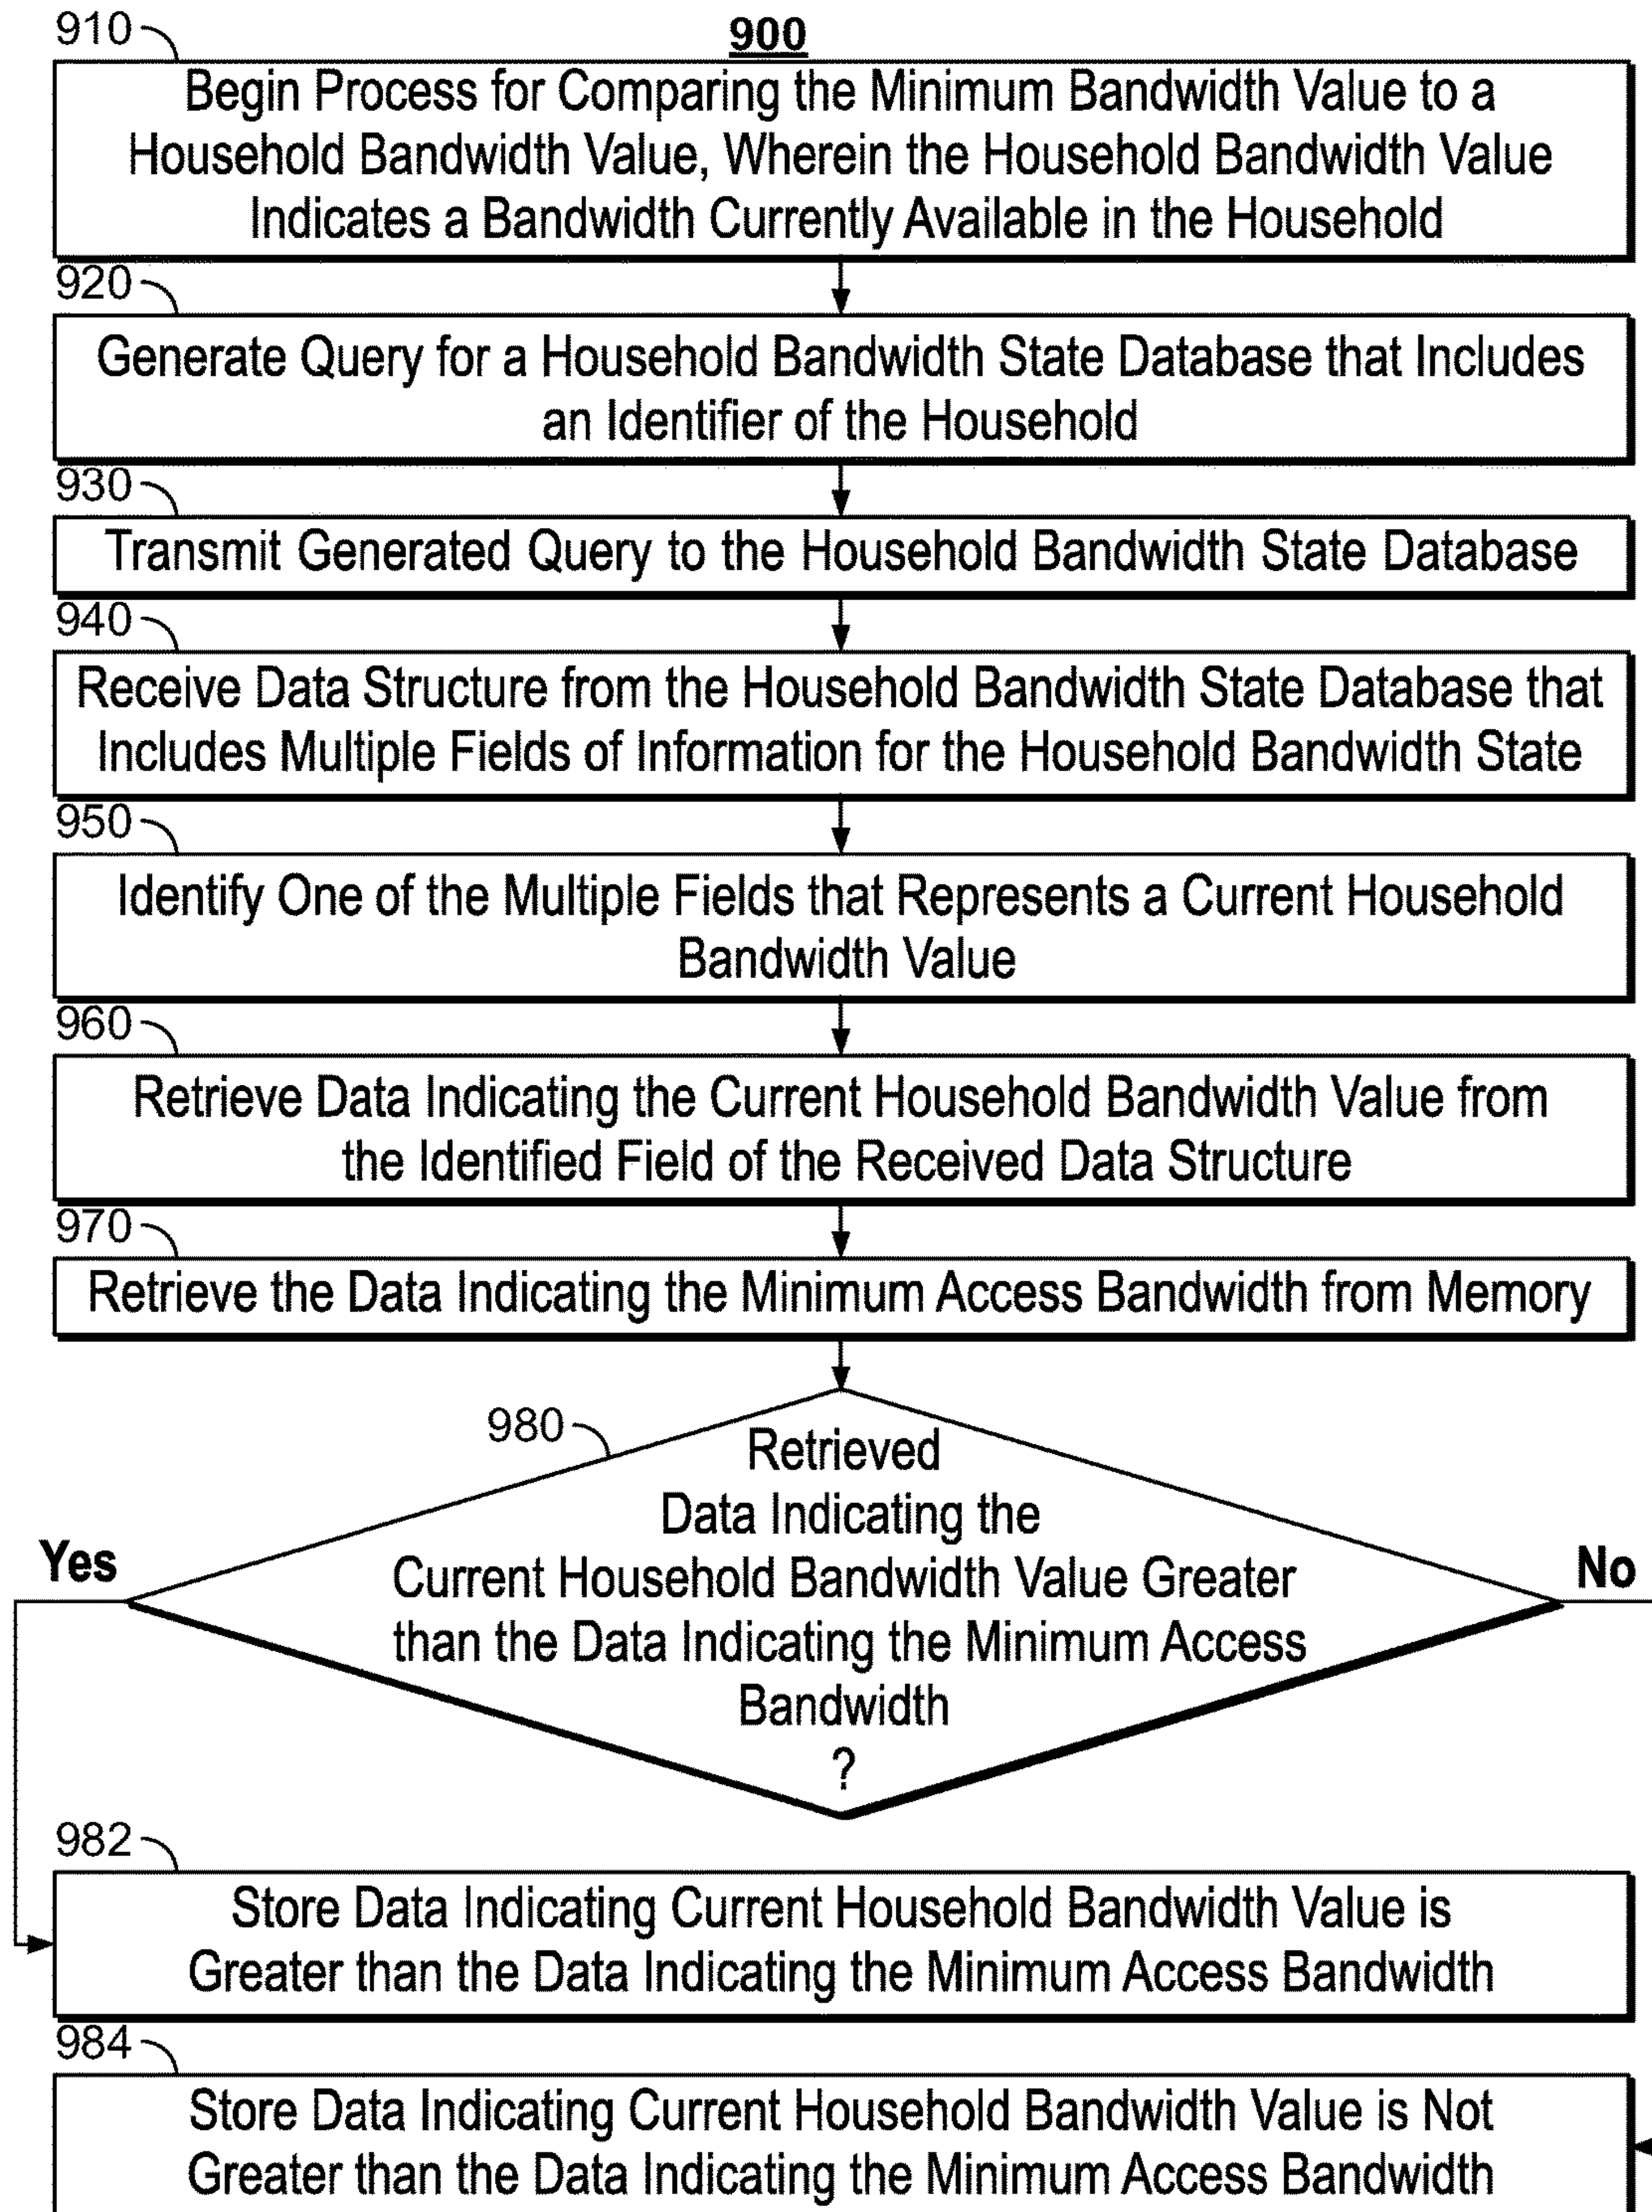 910
900
Begin Process for Comparing the Minimum Bandwidth Value to a
Household Bandwidth Value, Wherein the Household Bandwidth Value
Indicates a Bandwidth Currently Available in the Household
920
Generate Query for a Household Bandwidth State Database that Includes
an Identifier of the Household
930
Transmit Generated Query to the Household Bandwidth State Database
940
Receive Data Structure from the Household Bandwidth State Database that
Includes Multiple Fields of Information for the Household Bandwidth State
950
Identify One of the Multiple Fields that Represents a Current Household
Bandwidth Value
960
Retrieve Data Indicating the Current Household Bandwidth Value from
the Identified Field of the Received Data Structure
970
Retrieve the Data Indicating the Minimum Access Bandwidth from Memory
980
Retrieved
Data Indicating the
Current Household Bandwidth Value Greater
than the Data Indicating the Minimum Access
Bandwidth
?
Yes
No
982
Store Data Indicating Current Household Bandwidth Value is
Greater than the Data Indicating the Minimum Access Bandwidth
984
Store Data Indicating Current Household Bandwidth Value is Not
Greater than the Data Indicating the Minimum Access Bandwidth